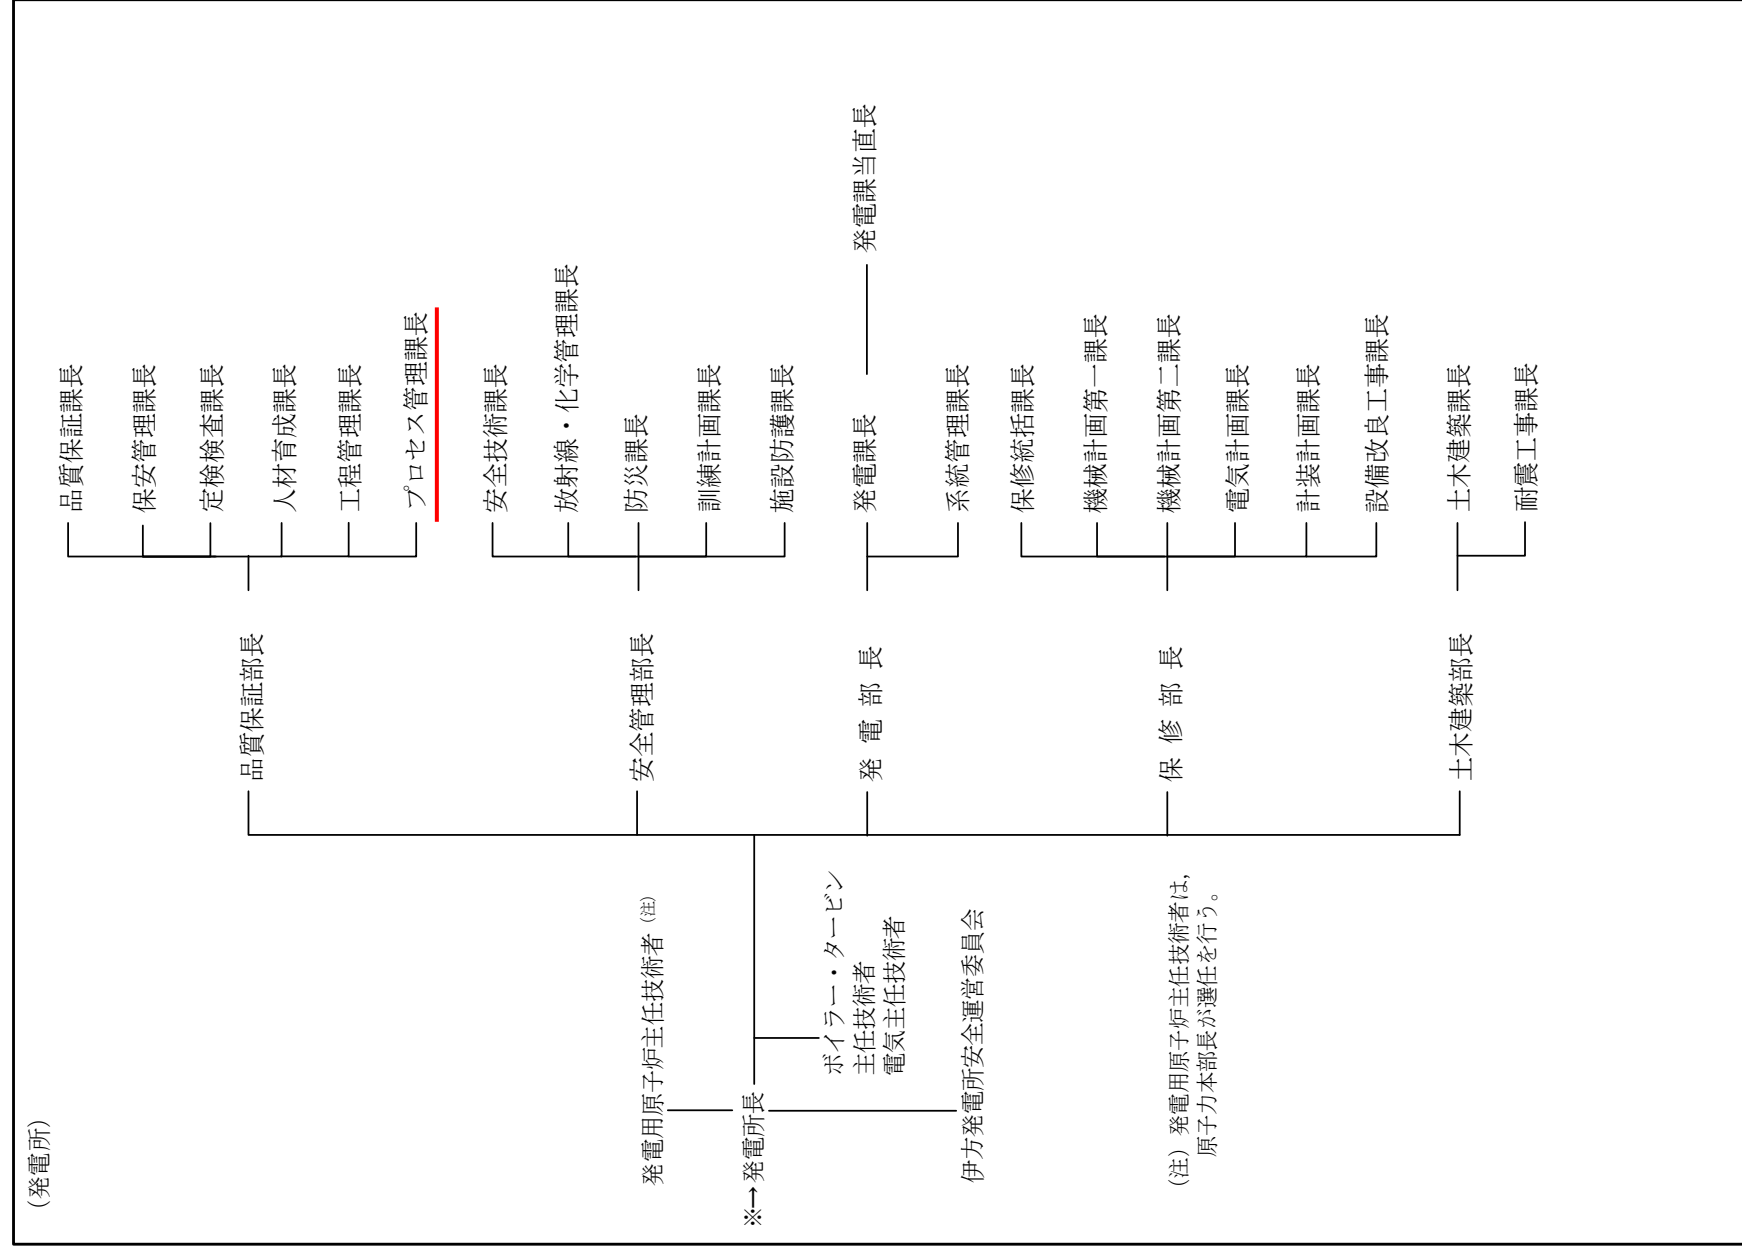 (発電所)
発電用原子炉主任技術者 (注)
※→発電所長
ボイラー・タービン
主任技術者
電気主任技術者
伊方発電所安全運営委員会
(注) 発電用原子炉主任技術者は,
原子力本部長が選任を行う。
品質保証部長
品質保証課長
保安管理課長
定検検査課長
人材育成課長
工程管理課長
プロセス管理課長
安全管理部長
安全技術課長
放射線・化学管理課長
防災課長
訓練計画課長
施設防護課長
発電部長
発電課長
発電課当直長
系統管理課長
保修部長
保修統括課長
機械計画第一課長
機械計画第二課長
電気計画課長
計装計画課長
設備改良工事課長
土木建築部長
土木建築課長
耐震工事課長